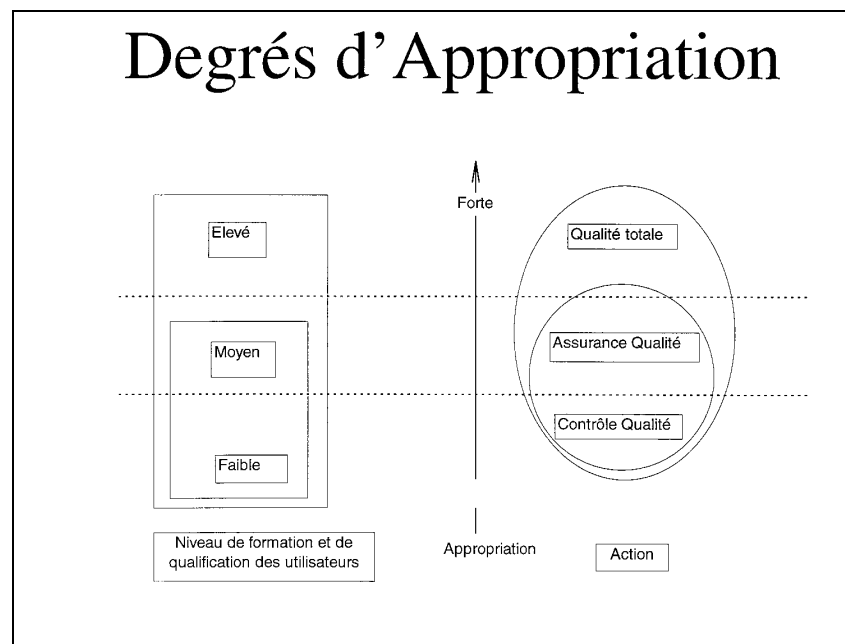 Degrés d'Appropriation
Forte
Elevé
Qualité totale
Moyen
Assurance Qualité
Contrôle Qualité
Faible
Niveau de formation et de
qualification des utilisateurs
Appropriation
Action